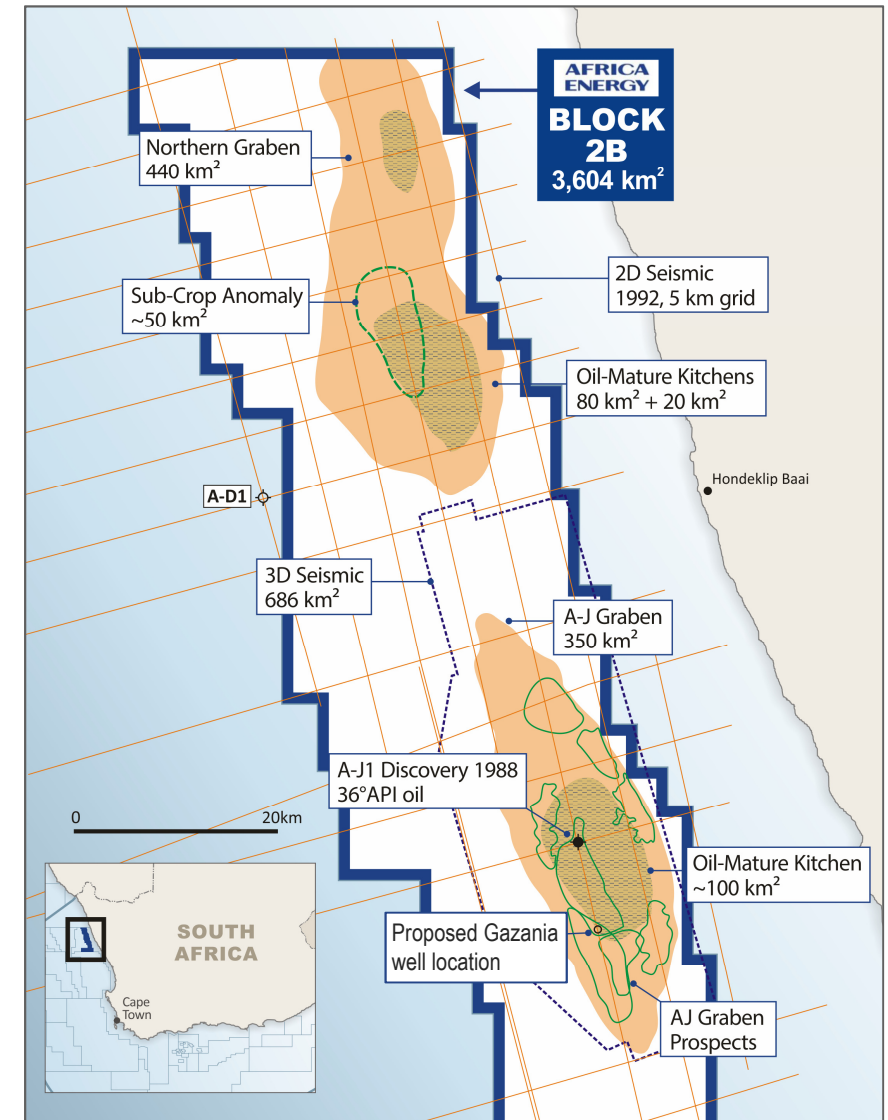 AFRICA
ENERGY
BLOCK
2B
3,604 km²
Northern Graben
440 km²
2D Seismic
1992, 5 km grid
Sub-Crop Anomaly
~50 km²
Oil-Mature Kitchens
80 km² + 20 km²
Hondeklip Baai
A-D1
3D Seismic
686 km²
A-J Graben
350 km²
A-J1 Discovery 1988
36°API oil
0 20km
Oil-Mature Kitchen
~100 km²
SOUTH
AFRICA
Proposed Gazania
well location
Cape
Town
AJ Graben
Prospects